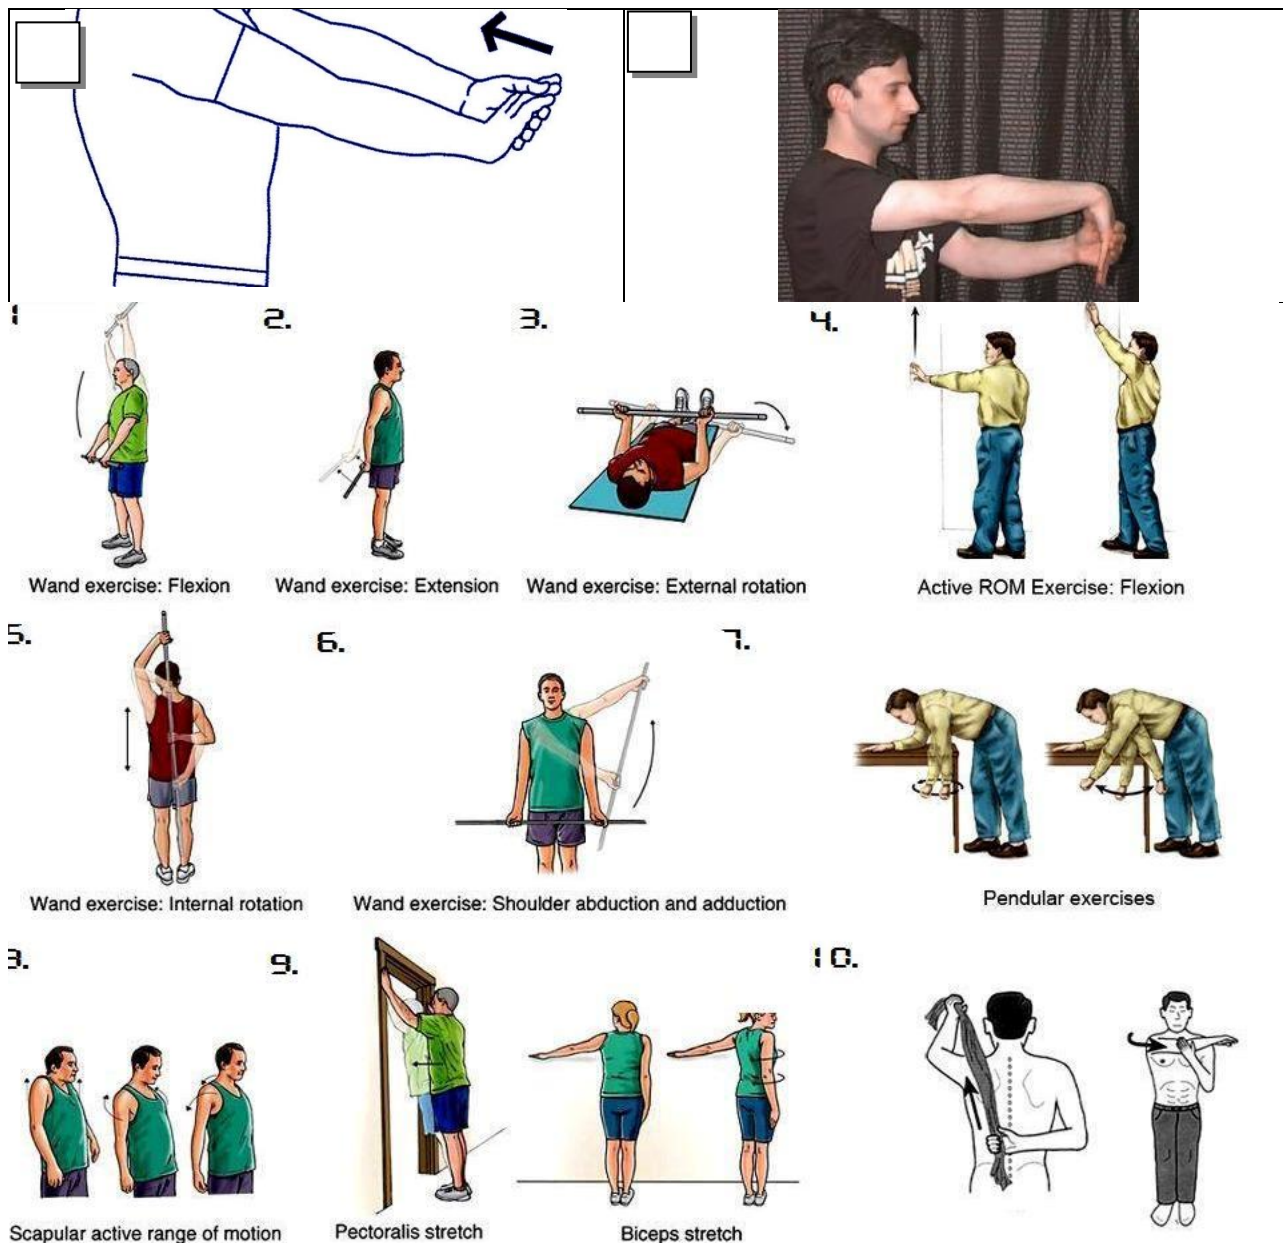 1
2.
3.
4.
Wand exercise: Flexion
Wand exercise: Extension
Wand exercise: External rotation
Active ROM Exercise: Flexion
5.
6.
7.
Wand exercise: Internal rotation
Wand exercise: Shoulder abduction and adduction
Pendular exercises
9.
10.
Scapular active range of motion
Pectoralis stretch
Biceps stretch